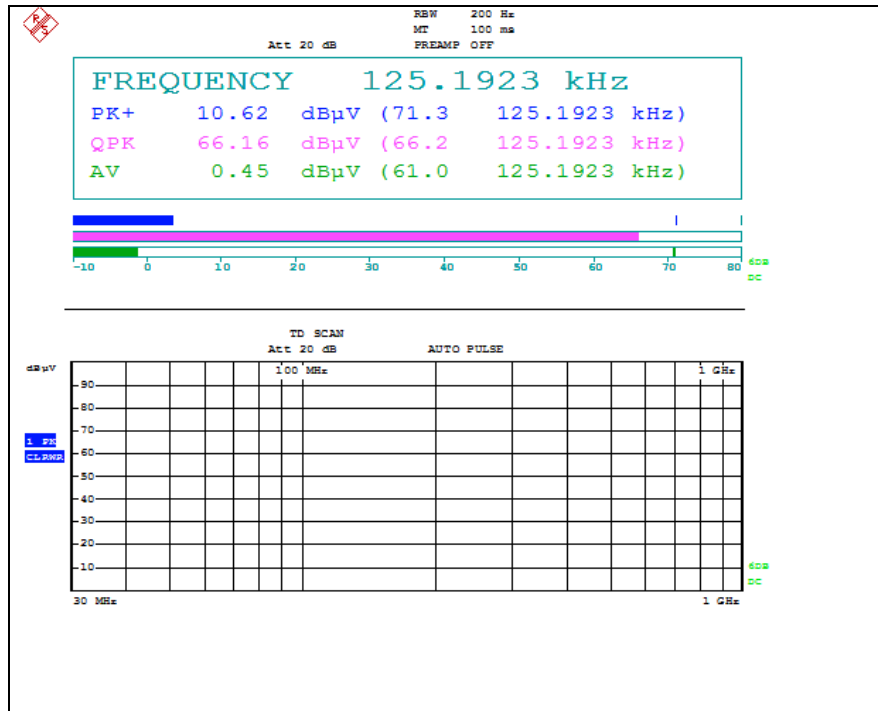 R S
RBW 200 Hz
MT 100 ms
Att 20 dB PREAMP OFF
FREQUENCY 125.1923 kHz
PK+ 10.62 dBµV (71.3 125.1923 kHz)
QPK 66.16 dBµV (66.2 125.1923 kHz)
AV 0.45 dBµV (61.0 125.1923 kHz)
-10 0 10 20 30 40 50 60 70 80
6DB
DC
TD SCAN
Att 20 dB AUTO PULSE
dBµV
100 MHz 1 GHz
90
80
70
1 PK
CLRWR
60
50
40
30
20
10
6DB
DC
30 MHz 1 GHz